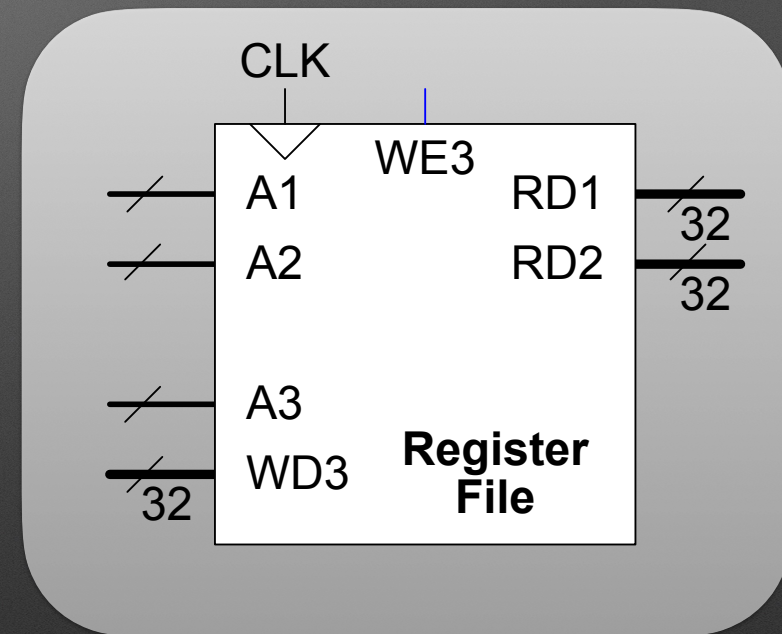 CLK
WE3
A1
RD1
32
A2
RD2
32
A3
WD3
32
Register
File